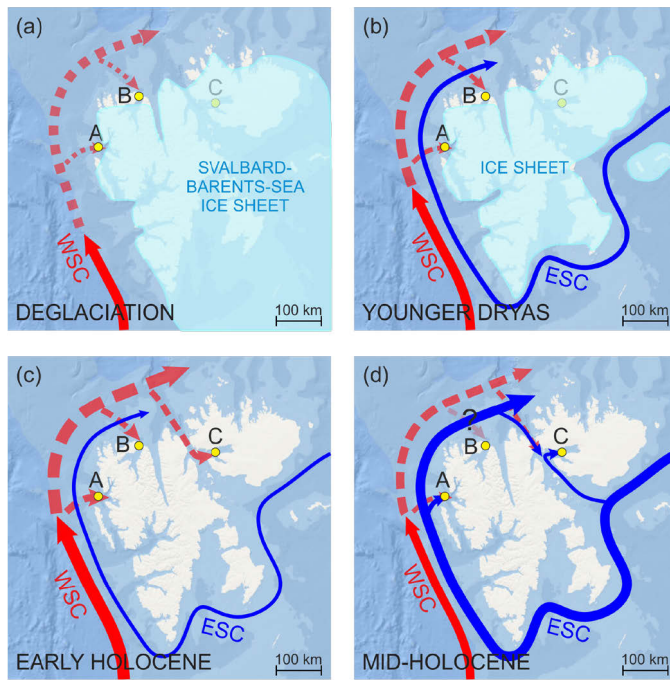 (a)
A
B
C
SVALBARD-
BARENTS-SEA
ICE SHEET
WSC
DEGLACIATION
100 km
(b)
A
B
C
ICE SHEET
WSC
ESC
YOUNGER DRYAS
100 km
(c)
A
B
C
WSC
ESC
EARLY HOLOCENE
100 km
(d)
?
A
B
C
WSC
ESC
MID-HOLOCENE
100 km